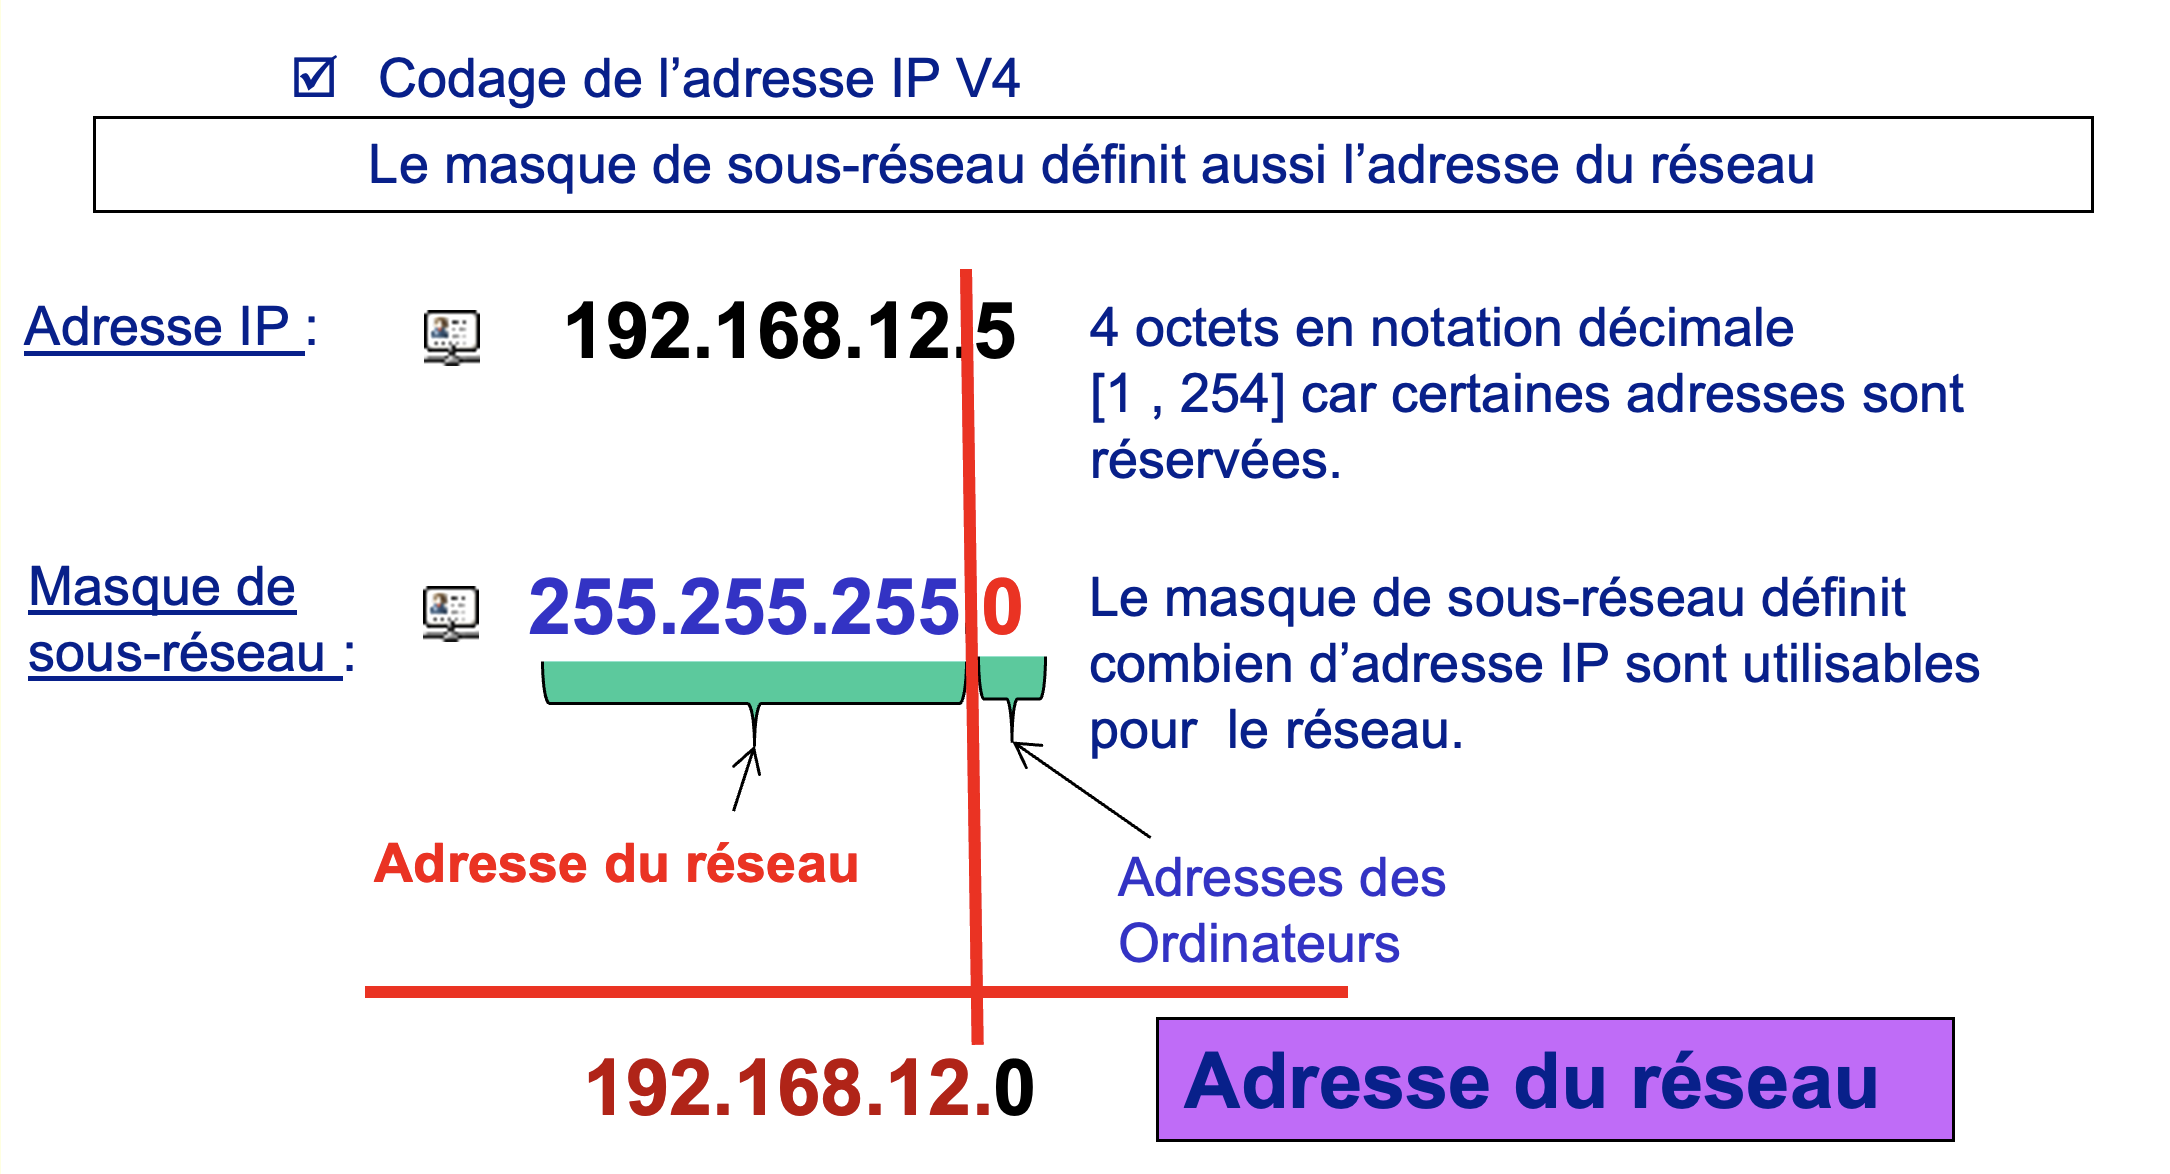 Codage de l’adresse IP V4
Le masque de sous-réseau définit aussi l’adresse du réseau
Adresse IP :
192.168.12.5
4 octets en notation décimale
[1 , 254] car certaines adresses sont
réservées.
Masque de
sous-réseau :
255.255.255.0
Le masque de sous-réseau définit
combien d’adresse IP sont utilisables
pour le réseau.
Adresse du réseau
Adresses des
Ordinateurs
192.168.12.0
Adresse du réseau